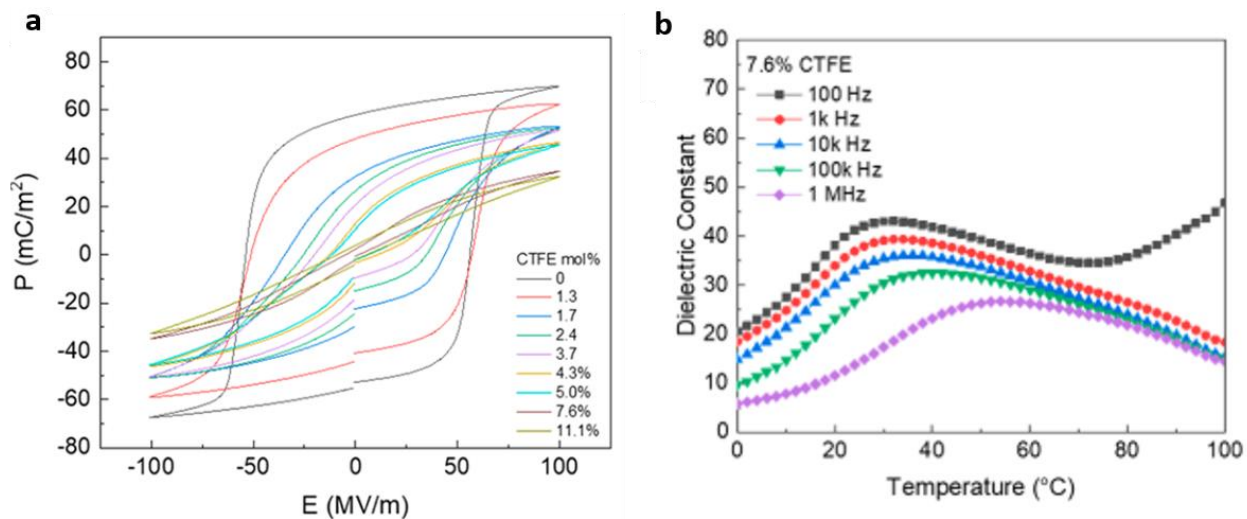 a
80
60
40
20
0
-20
-40
-60
-80
P (mC/m²)
-100
-50
0
50
100
E (MV/m)
CTFE mol%
0
1.3
1.7
2.4
3.7
4.3%
5.0%
7.6%
11.1%
b
80
70
60
50
40
30
20
10
0
Dielectric Constant
7.6% CTFE
100 Hz
1k Hz
10k Hz
100k Hz
1 MHz
0
20
40
60
80
100
Temperature (°C)